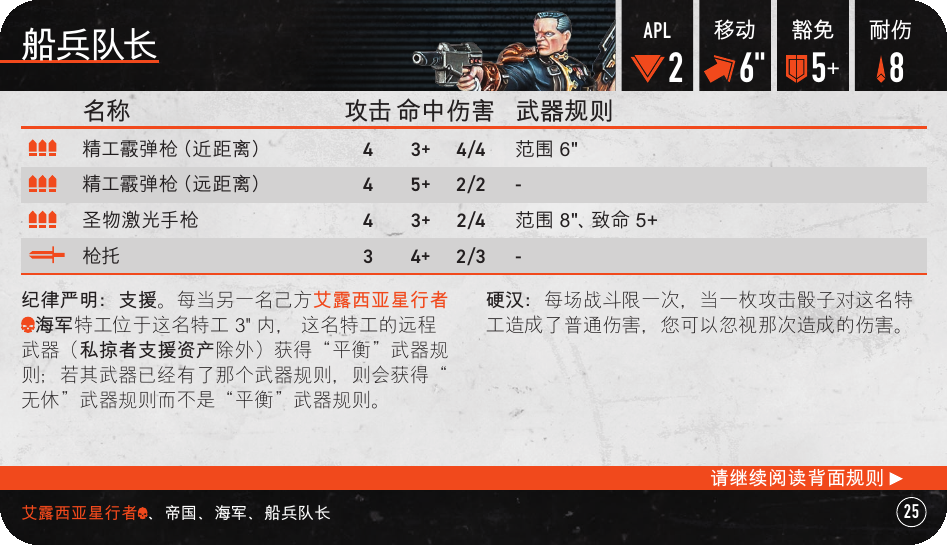 船兵队长
APL 移动 豁免 耐伤
2 6" 5+ 8
名称 攻击 命中 伤害 武器规则
精工霰弹枪（近距离） 4 3+ 4/4 范围 6"
精工霰弹枪（远距离） 4 5+ 2/2 -
圣物激光手枪 4 3+ 2/4 范围 8"、致命 5+
枪托 3 4+ 2/3 -
纪律严明：支援。每当另一名己方艾露西亚星行者
海军特工位于这名特工 3" 内， 这名特工的远程
武器（私掠者支援资产除外）获得“平衡”武器规
则；若其武器已经有了那个武器规则，则会获得“
无休”武器规则而不是“平衡”武器规则。
硬汉：每场战斗限一次，当一枚攻击骰子对这名特
工造成了普通伤害，您可以忽视那次造成的伤害。
请继续阅读背面规则
艾露西亚星行者、帝国、海军、船兵队长
25